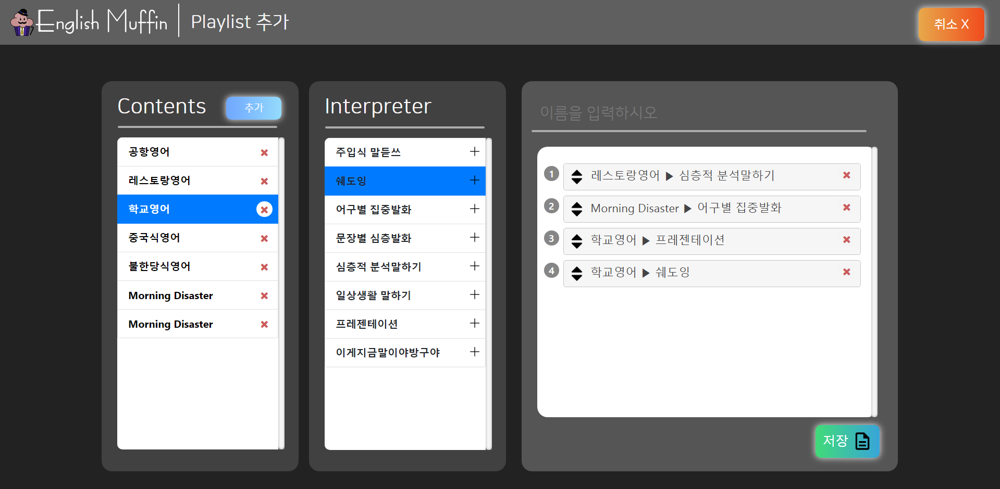 English Muffin
Playlist 추가
취소 X
Contents
추가
공항영어
레스토랑영어
학교영어
중국식영어
불한당식영어
Morning Disaster
Morning Disaster
Interpreter
주입식 말듣쓰
쉐도잉
어구별 집중발화
문장별 심층발화
심층적 분석말하기
일상생활 말하기
프레젠테이션
이게지금말이야방구야
이름을 입력하시오
1 레스토랑영어 ▶ 심층적 분석말하기
2 Morning Disaster ▶ 어구별 집중발화
3 학교영어 ▶ 프레젠테이션
4 학교영어 ▶ 쉐도잉
저장